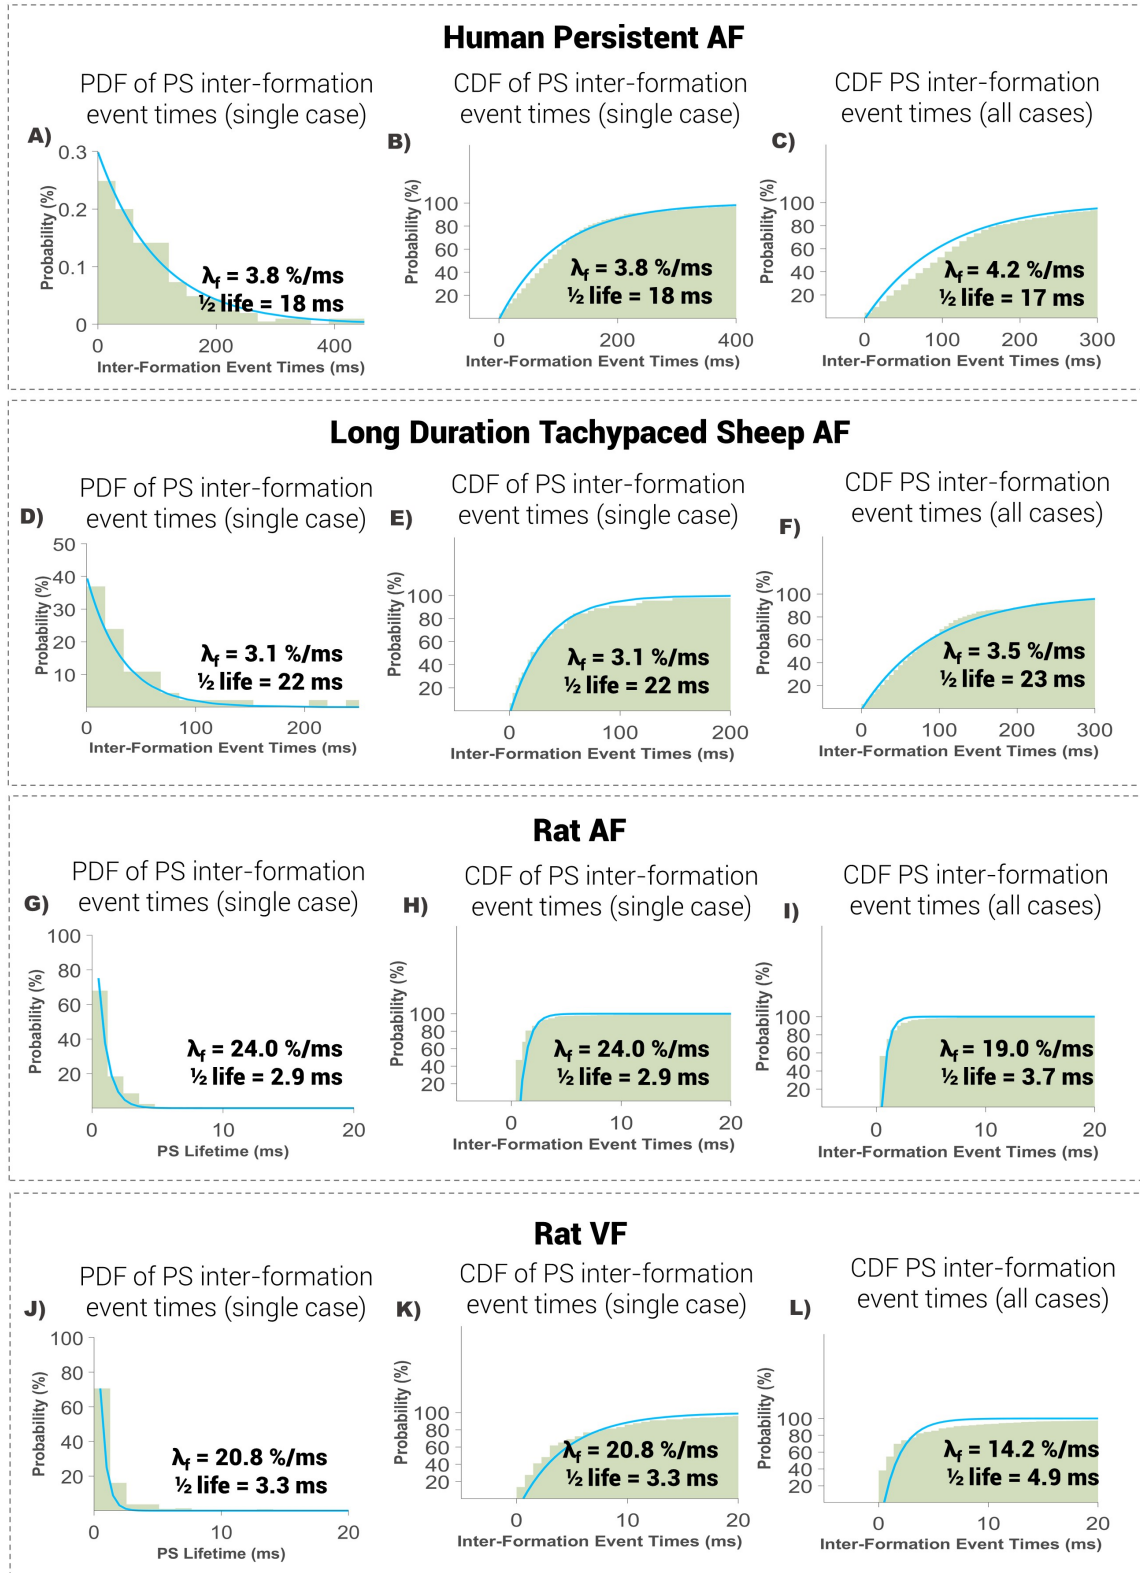 Human Persistent AF
PDF of PS inter-formation
event times (single case)
A)
0.3
0.2
0.1
0
Probability (%)
λf = 3.8 %/ms
½ life = 18 ms
0 200 400
Inter-Formation Event Times (ms)
CDF of PS inter-formation
event times (single case)
B)
100
80
60
40
20
Probability (%)
λf = 3.8 %/ms
½ life = 18 ms
0 200 400
Inter-Formation Event Times (ms)
CDF PS inter-formation
event times (all cases)
C)
100
80
60
40
20
Probability (%)
λf = 4.2 %/ms
½ life = 17 ms
0 100 200 300
Inter-Formation Event Times (ms)
Long Duration Tachypaced Sheep AF
PDF of PS inter-formation
event times (single case)
D)
50
40
30
20
10
Probability (%)
λf = 3.1 %/ms
½ life = 22 ms
0 100 200
Inter-Formation Event Times (ms)
CDF of PS inter-formation
event times (single case)
E)
100
80
60
40
20
Probability (%)
λf = 3.1 %/ms
½ life = 22 ms
0 100 200
Inter-Formation Event Times (ms)
CDF PS inter-formation
event times (all cases)
F)
100
80
60
40
20
Probability (%)
λf = 3.5 %/ms
½ life = 23 ms
0 100 200 300
Inter-Formation Event Times (ms)
Rat AF
PDF of PS inter-formation
event times (single case)
G)
100
80
60
40
20
Probability (%)
λf = 24.0 %/ms
½ life = 2.9 ms
0 10 20
PS Lifetime (ms)
CDF of PS inter-formation
event times (single case)
H)
100
80
60
40
20
Probability (%)
λf = 24.0 %/ms
½ life = 2.9 ms
0 10 20
Inter-Formation Event Times (ms)
CDF PS inter-formation
event times (all cases)
I)
100
80
60
40
20
Probability (%)
λf = 19.0 %/ms
½ life = 3.7 ms
0 10 20
Inter-Formation Event Times (ms)
Rat VF
PDF of PS inter-formation
event times (single case)
J)
100
80
60
40
20
Probability (%)
λf = 20.8 %/ms
½ life = 3.3 ms
0 10 20
PS Lifetime (ms)
CDF of PS inter-formation
event times (single case)
K)
100
80
60
40
20
Probability (%)
λf = 20.8 %/ms
½ life = 3.3 ms
0 10 20
Inter-Formation Event Times (ms)
CDF PS inter-formation
event times (all cases)
L)
100
80
60
40
20
Probability (%)
λf = 14.2 %/ms
½ life = 4.9 ms
0 10 20
Inter-Formation Event Times (ms)